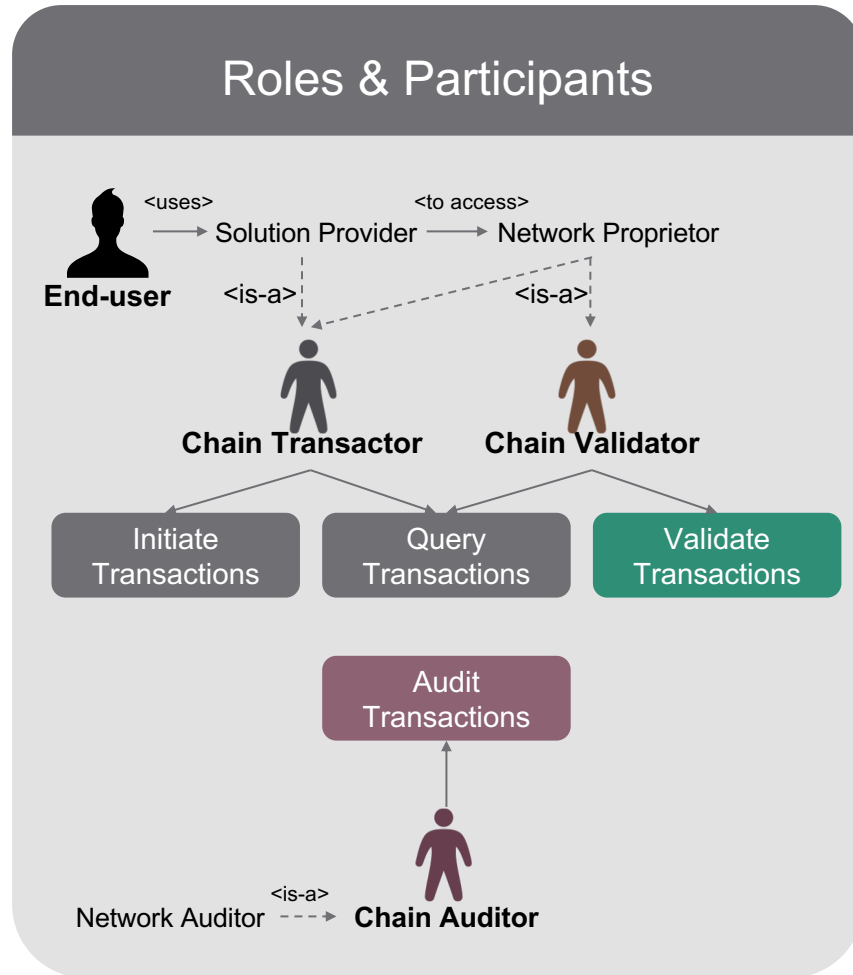 Roles & Participants
<uses>
<to access>
Solution Provider
Network Proprietor
End-user
<is-a>
<is-a>
Chain Transactor
Chain Validator
Initiate
Transactions
Query
Transactions
Validate
Transactions
Audit
Transactions
<is-a>
Network Auditor
Chain Auditor